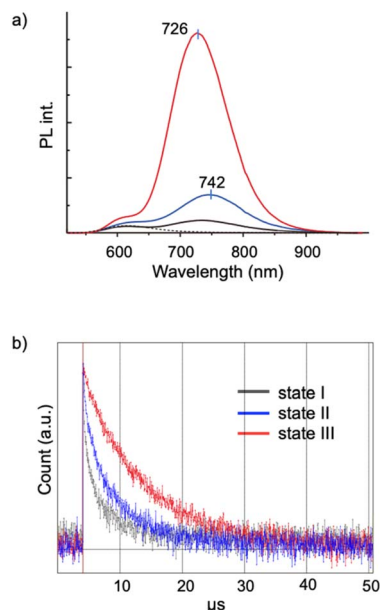 a)
726
742
PL int.
600 700 800 900
Wavelength (nm)
b)
state I
state II
state III
Count (a.u.)
10 20 30 40 50
μs